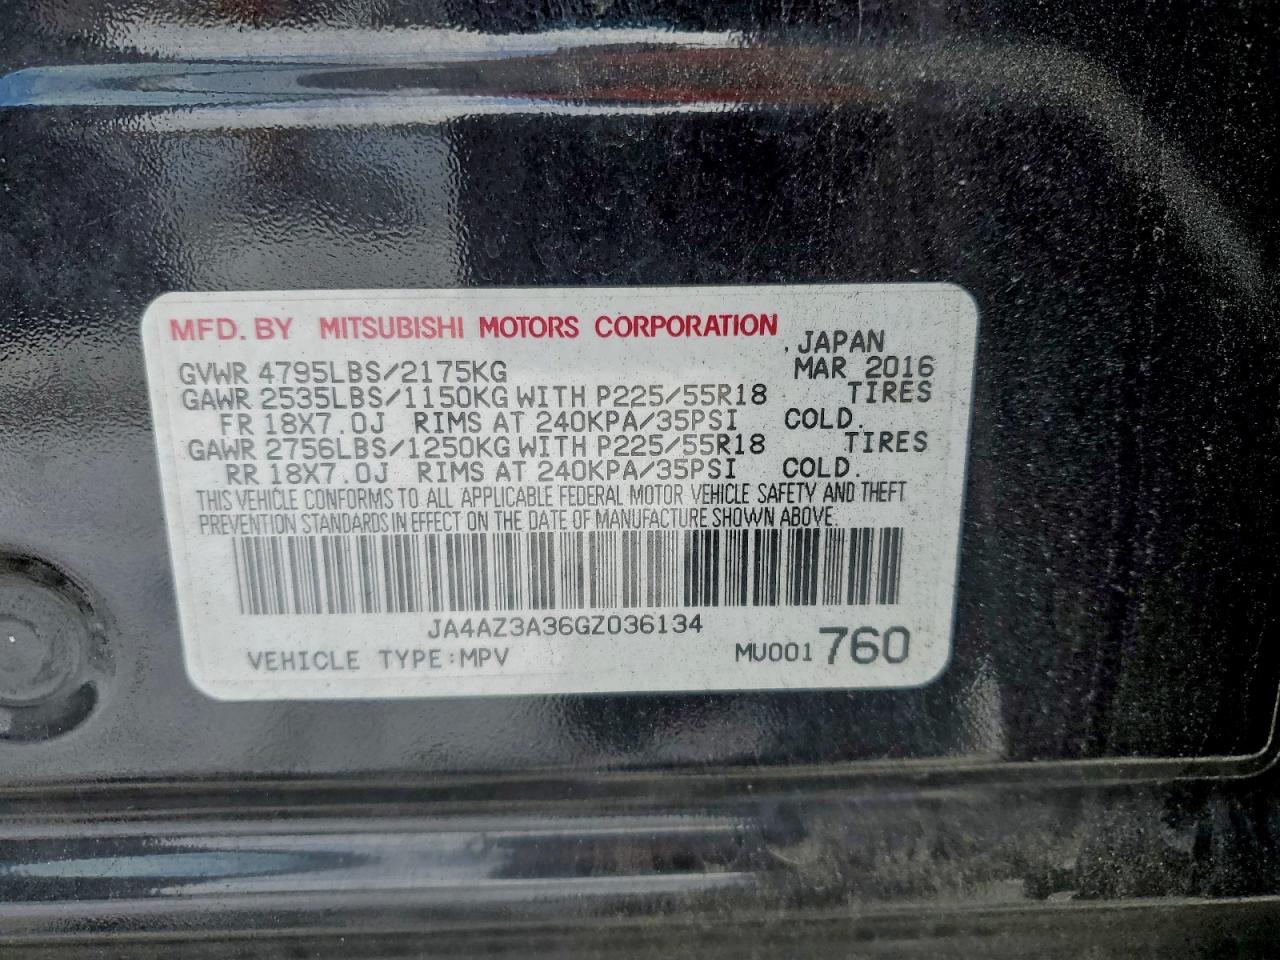 MFD. BY MITSUBISHI MOTORS CORPORATION
, JAPAN
GVWR 4795LBS/2175KG MAR 2016
GAWR 2535LBS/1150KG WITH P225/55R18 TIRES
FR 18X7.0J RIMS AT 240KPA/35PSI COLD.
GAWR 2756LBS/1250KG WITH P225/55R18 TIRES
RR 18X7.0J RIMS AT 240KPA/35PSI COLD.
THIS VEHICLE CONFORMS TO ALL APPLICABLE FEDERAL MOTOR VEHICLE SAFETY AND THEFT
PREVENTION STANDARDS IN EFFECT ON THE DATE OF MANUFACTURE SHOWN ABOVE.
JA4AZ3A36GZ036134
VEHICLE TYPE:MPV MU001 760